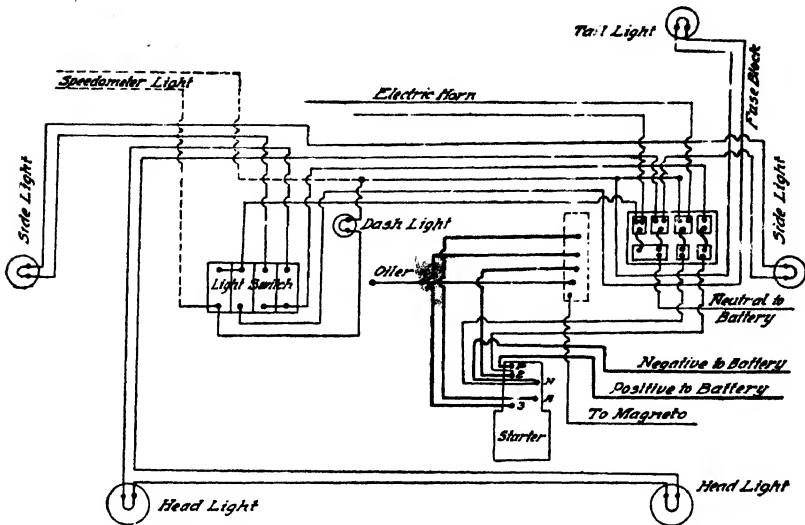 Tail Light
Fuse Block
Speedometer Light
Electric Horn
Side Light
Side Light
Dash Light
Oiler
Light Switch
Neutral to
Battery
Negative to Battery
Positive to Battery
To Magneto
Starter
Head Light
Head Light